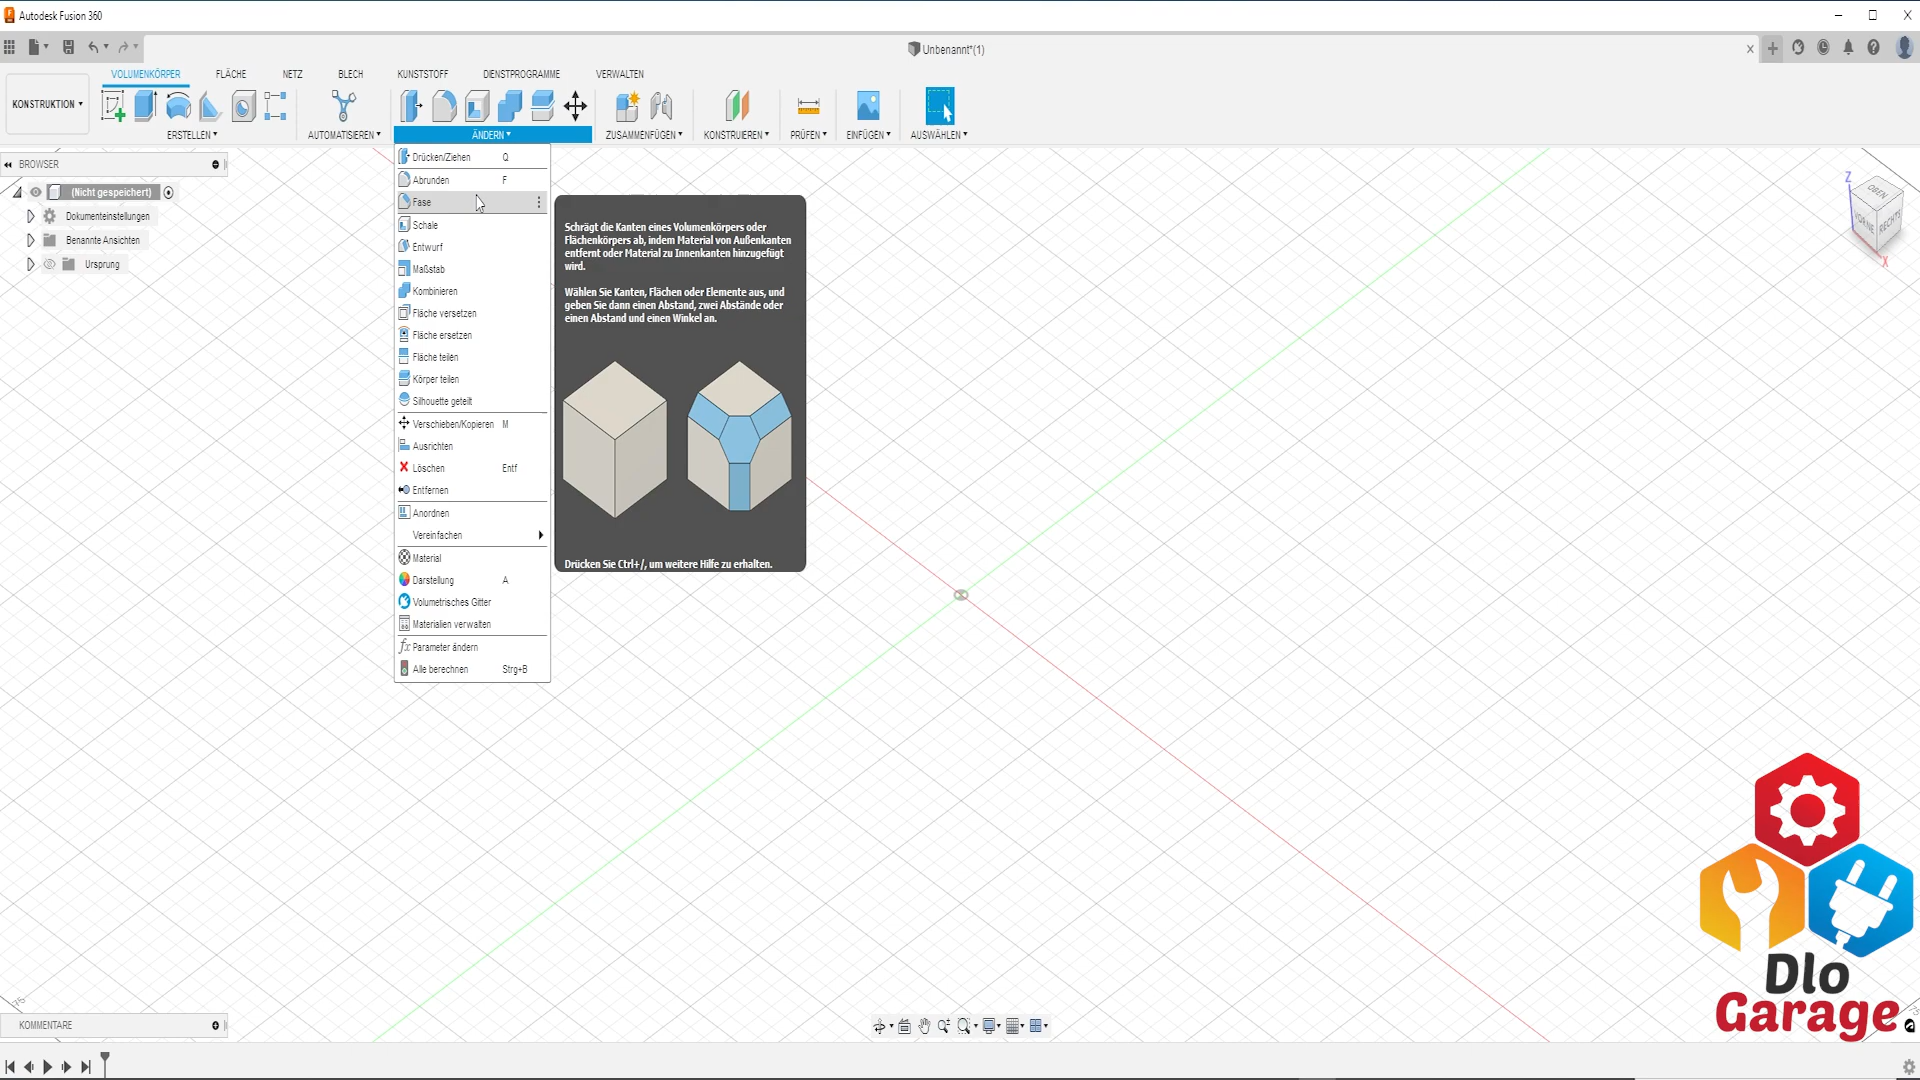 Autodesk Fusion 360
Unbenannt*(1)
VOLUMENKÖRPER
FLÄCHE
NETZ
BLECH
KUNSTSTOFF
DIENSTPROGRAMME
VERWALTEN
KONSTRUKTION
ERSTELLEN
AUTOMATISIEREN
ÄNDERN
ZUSAMMENFÜGEN
KONSTRUIEREN
PRÜFEN
EINFÜGEN
AUSWÄHLEN
BROWSER
(Nicht gespeichert)
Dokumenteinstellungen
Benannte Ansichten
Ursprung
Drücken/Ziehen Q
Abrunden F
Fase
Schale
Entwurf
Maßstab
Kombinieren
Fläche versetzen
Fläche ersetzen
Fläche teilen
Körper teilen
Silhouette geteilt
Verschieben/Kopieren M
Ausrichten
Löschen Entf
Entfernen
Anordnen
Vereinfachen
Material
Darstellung A
Volumetrisches Gitter
Materialien verwalten
Parameter ändern
Alle berechnen Strg+B
Schrägt die Kanten eines Volumenkörpers oder
Flächenkörpers ab, indem Material von Außenkanten
entfernt oder Material zu Innenkanten hinzugefügt
wird.
Wählen Sie Kanten, Flächen oder Elemente aus, und
geben Sie dann einen Abstand, zwei Abstände oder
einen Abstand und einen Winkel an.
Drücken Sie Ctrl+/, um weitere Hilfe zu erhalten.
Z
OBEN
VORNE
RECHTS
X
75
Dlo
Garage
KOMMENTARE